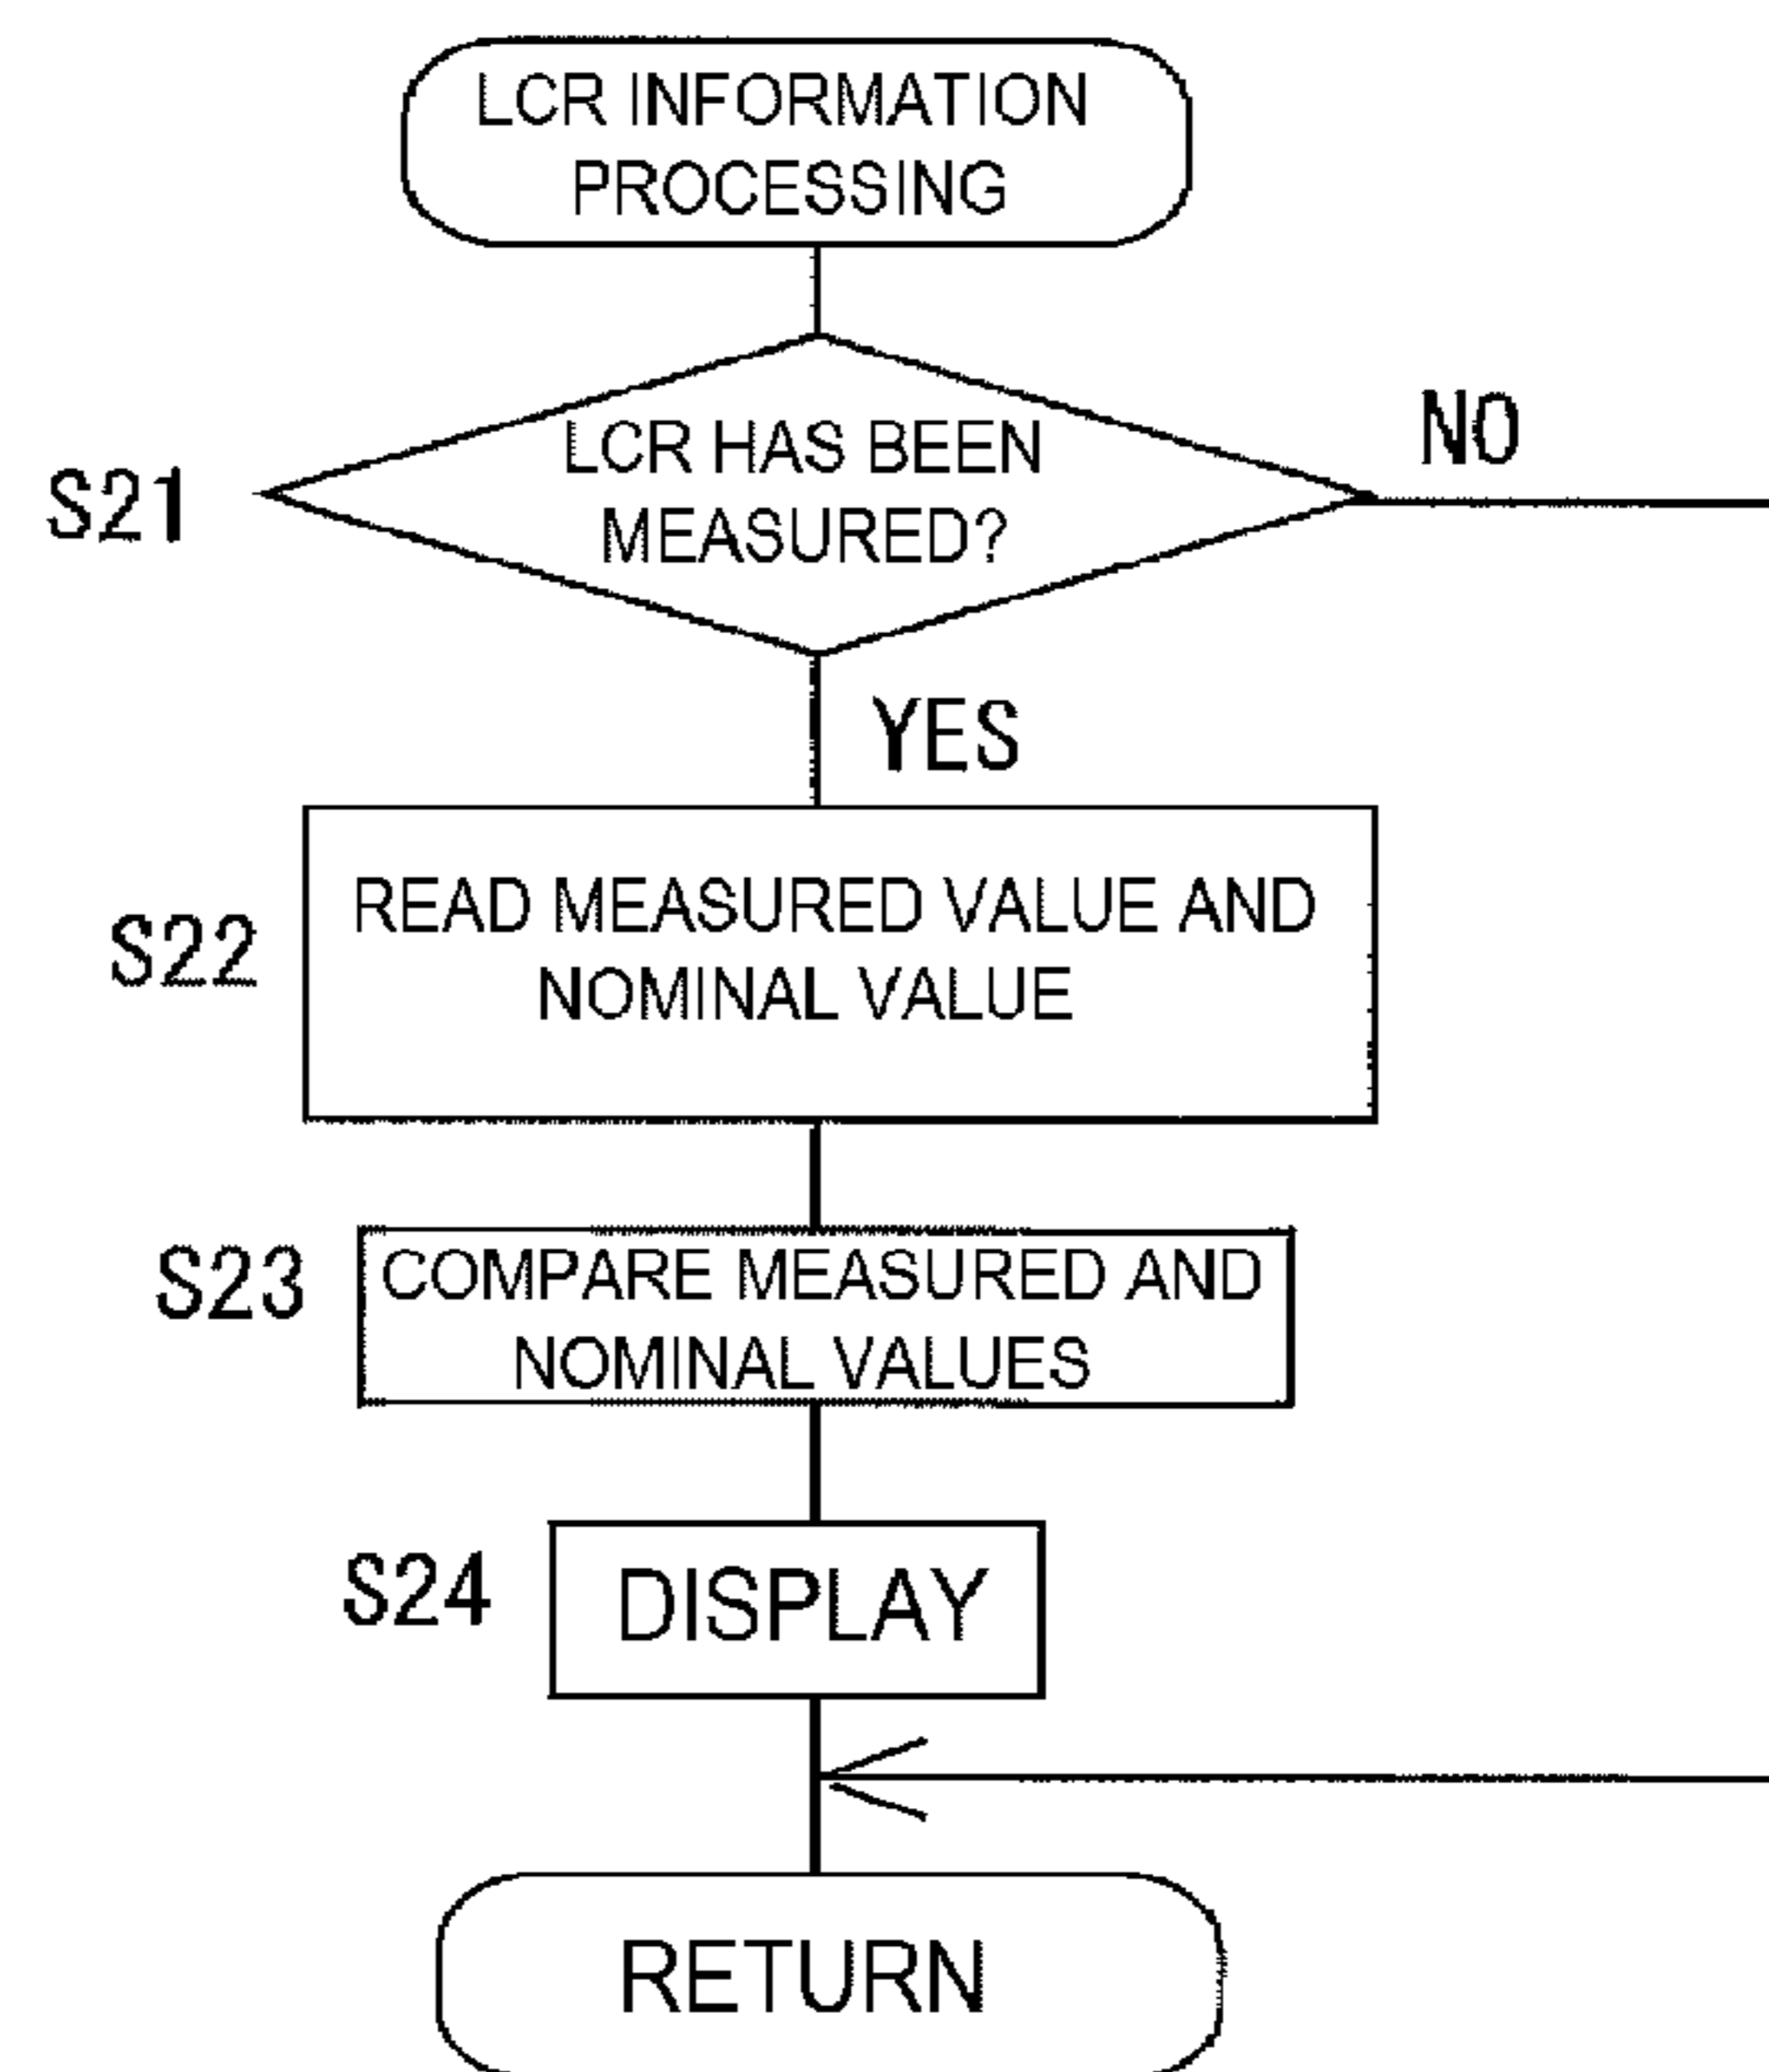 LCR INFORMATION
PROCESSING
LCR HAS BEEN
MEASURED?
NO
S21
YES
READ MEASURED VALUE AND
NOMINAL VALUE
S22
COMPARE MEASURED AND
NOMINAL VALUES
S23
DISPLAY
S24
RETURN